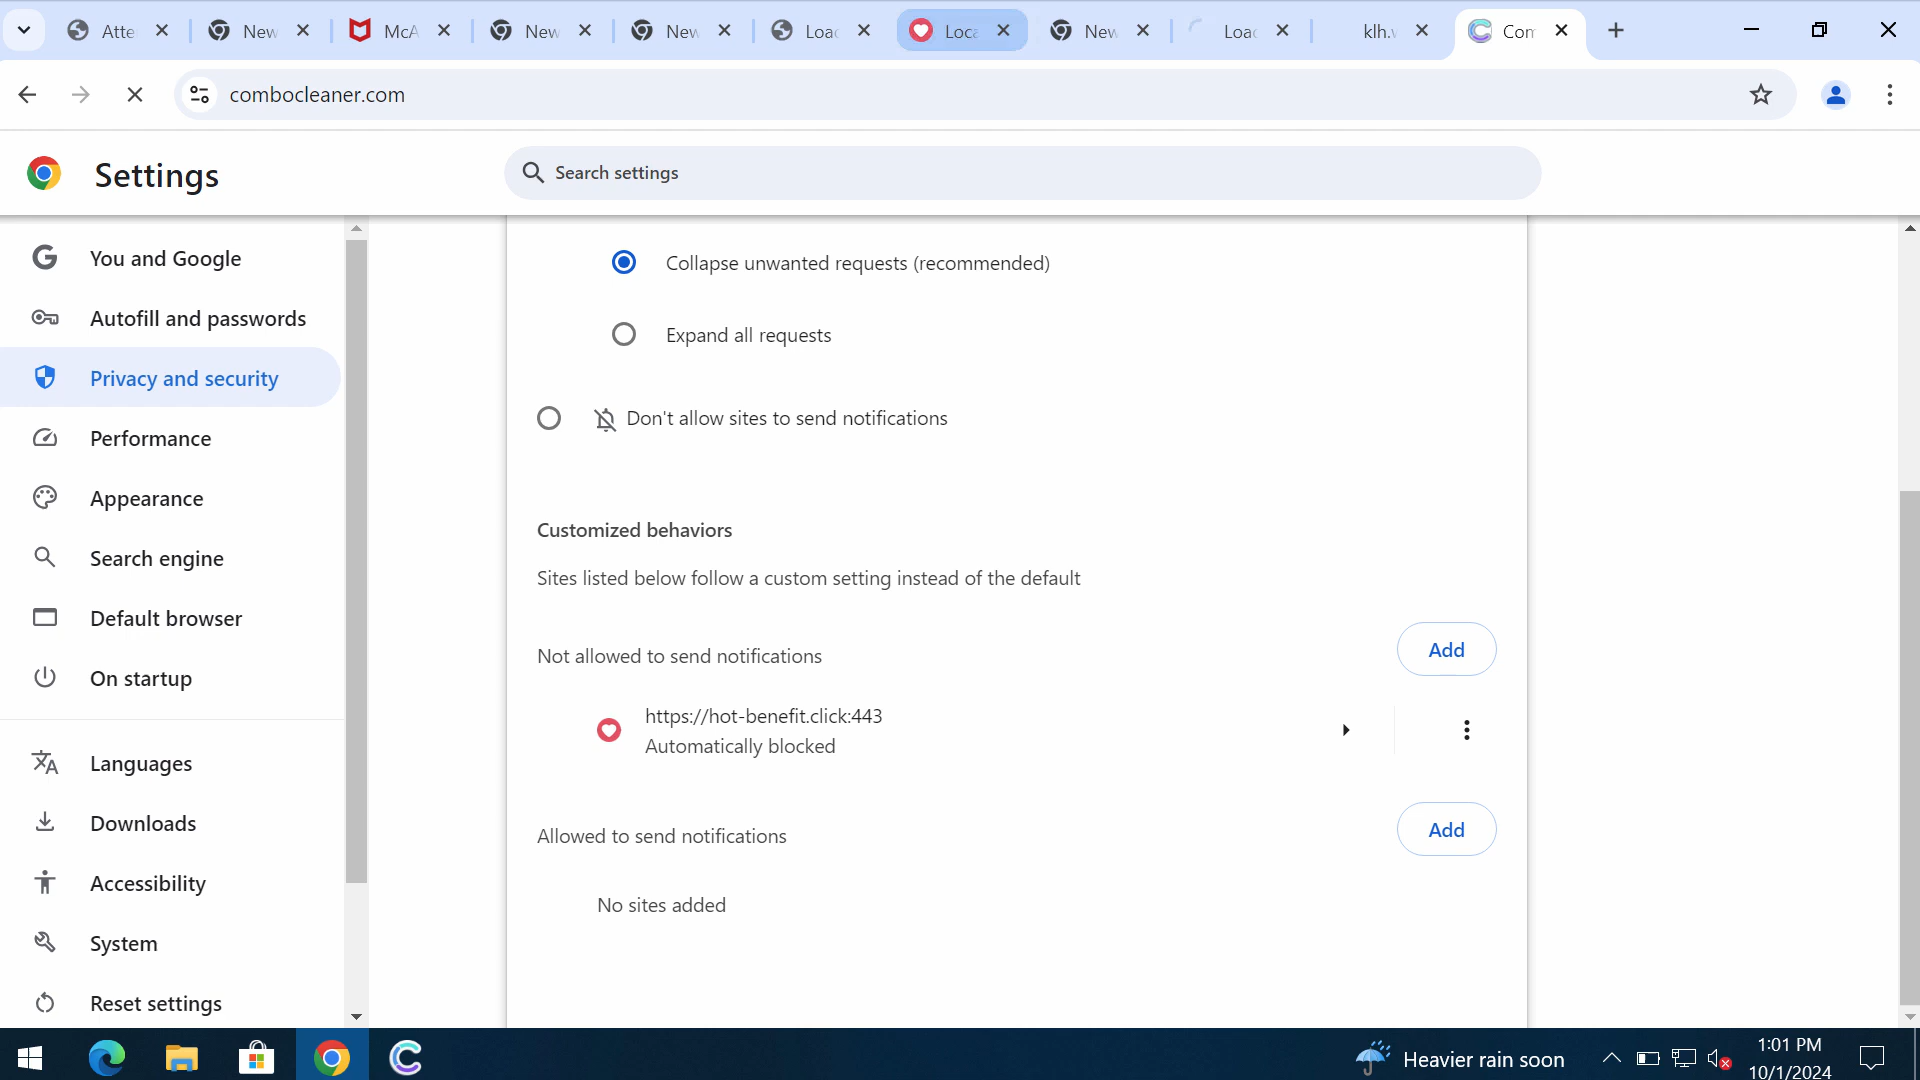 Atte
New
McA
New
New
Load
Loca
New
Load
klh.w
Com
combocleaner.com
Settings
Search settings
You and Google
Autofill and passwords
Privacy and security
Performance
Appearance
Search engine
Default browser
On startup
Languages
Downloads
Accessibility
System
Reset settings
Collapse unwanted requests (recommended)
Expand all requests
Don't allow sites to send notifications
Customized behaviors
Sites listed below follow a custom setting instead of the default
Not allowed to send notifications
Add
https://hot-benefit.click:443
Automatically blocked
Allowed to send notifications
Add
No sites added
Heavier rain soon
1:01 PM
10/1/2024